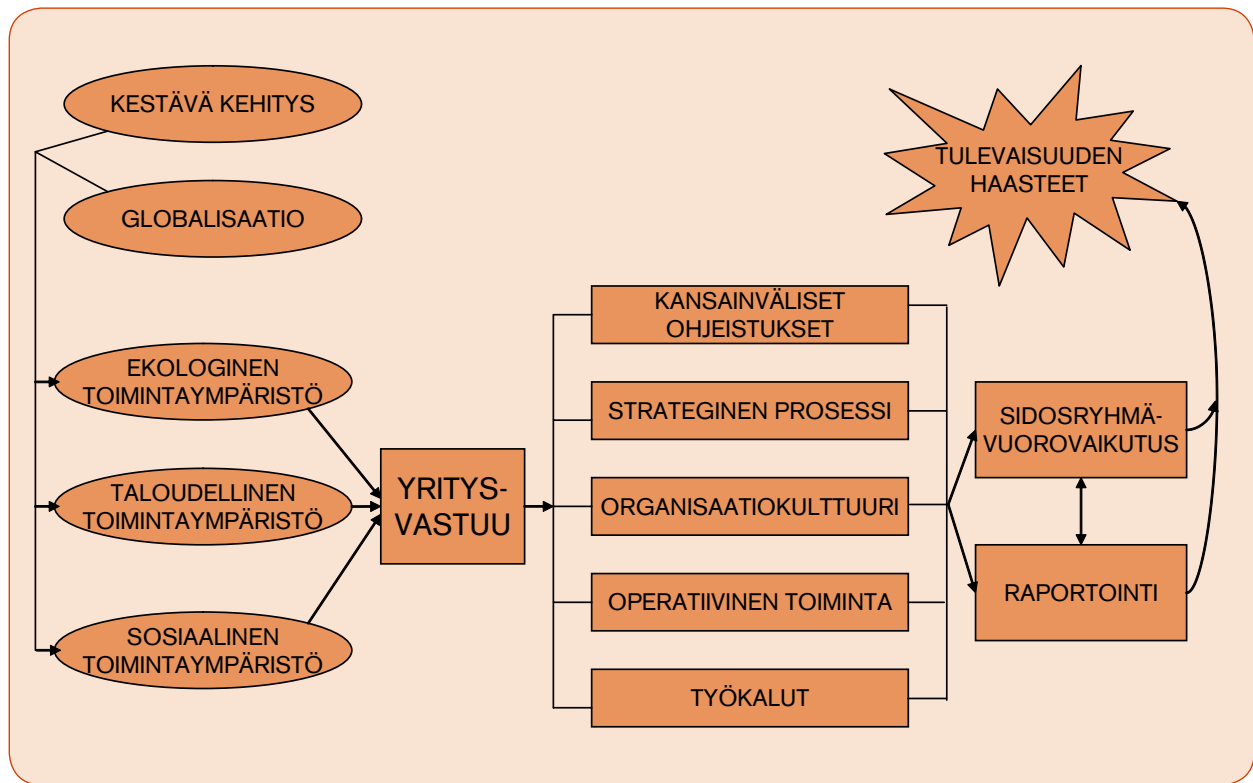 KESTÄVÄ KEHITYS
GLOBALISAATIO
EKOLOGINEN
TOIMINTAYMPÄRISTÖ
TALOUDELLINEN
TOIMINTAYMPÄRISTÖ
SOSIAALINEN
TOIMINTAYMPÄRISTÖ
YRITYS-
VASTUU
KANSAINVÄLISET
OHJEISTUKSET
STRATEGINEN PROSESSI
ORGANISAATIOKULTTUURI
OPERATIIVINEN TOIMINTA
TYÖKALUT
SIDOSRYHMÄ-
VUOROVAIKUTUS
RAPORTOINTI
TULEVAISUUDEN
HAASTEET